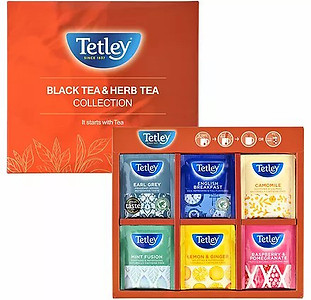 Tetley
SINCE 1837
BLACK TEA & HERB TEA
COLLECTION
It starts with Tea
Tetley
OR
Tetley
EARL GREY
Tetley
ENGLISH
BREAKFAST
Tetley
CAMOMILE
Tetley
MINT FUSION
Tetley
LEMON & GINGER
Tetley
RASPBERRY &
POMEGRANATE